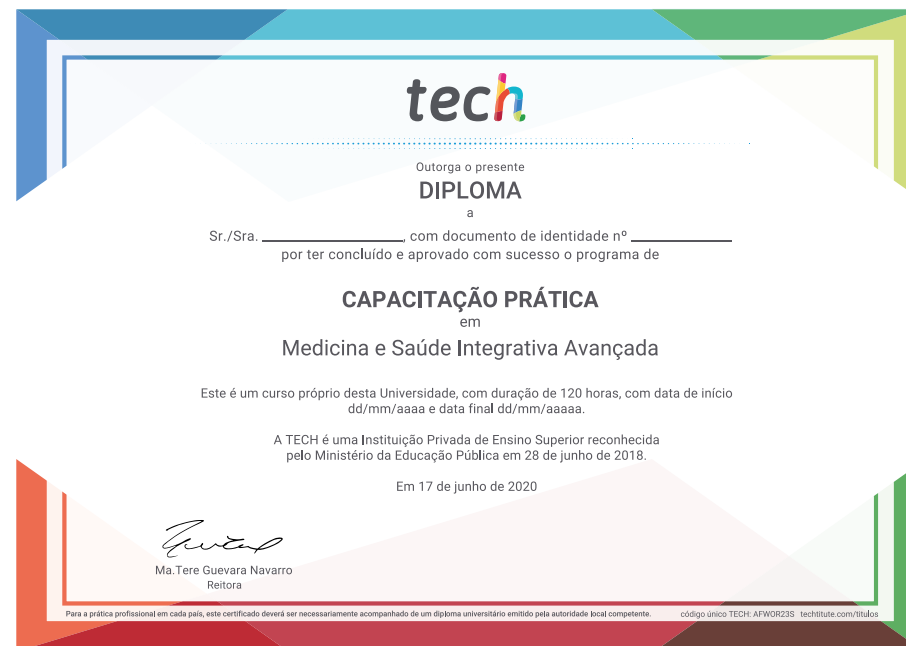 tech
Outorga o presente
DIPLOMA
a
Sr./Sra. ________________, com documento de identidade nº ____________
por ter concluído e aprovado com sucesso o programa de
CAPACITAÇÃO PRÁTICA
em
Medicina e Saúde Integrativa Avançada
Este é um curso próprio desta Universidade, com duração de 120 horas, com data de início
dd/mm/aaaa e data final dd/mm/aaaaa.
A TECH é uma Instituição Privada de Ensino Superior reconhecida
pelo Ministério da Educação Pública em 28 de junho de 2018.
Em 17 de junho de 2020
Ma.Tere Guevara Navarro
Reitora
Para a prática profissional em cada país, este certificado deverá ser necessariamente acompanhado de um diploma universitário emitido pela autoridade local competente. código único TECH: AFWOR23S techtitute.com/titulos